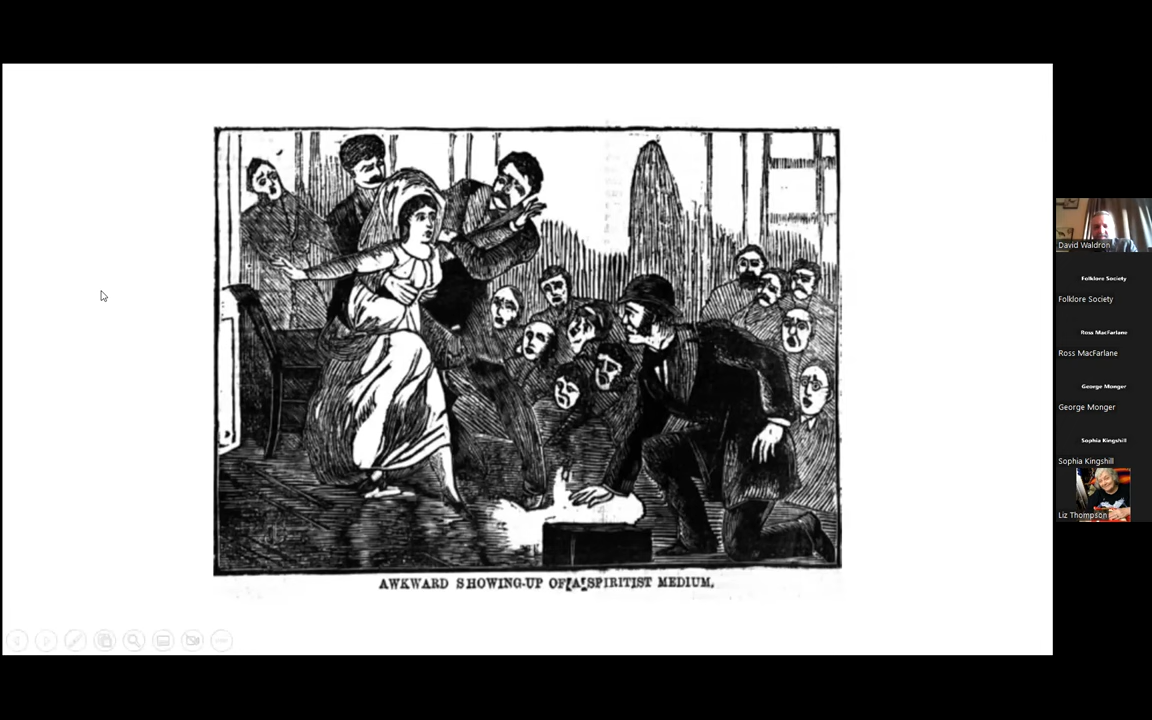 AWKWARD SHOWING-UP OF A SPIRITIST MEDIUM.
David Waldron
Folklore Society
Folklore Society
Ross MacFarlane
Ross MacFarlane
George Monger
George Monger
Sophia Kingshill
Sophia Kingshill
Liz Thompson